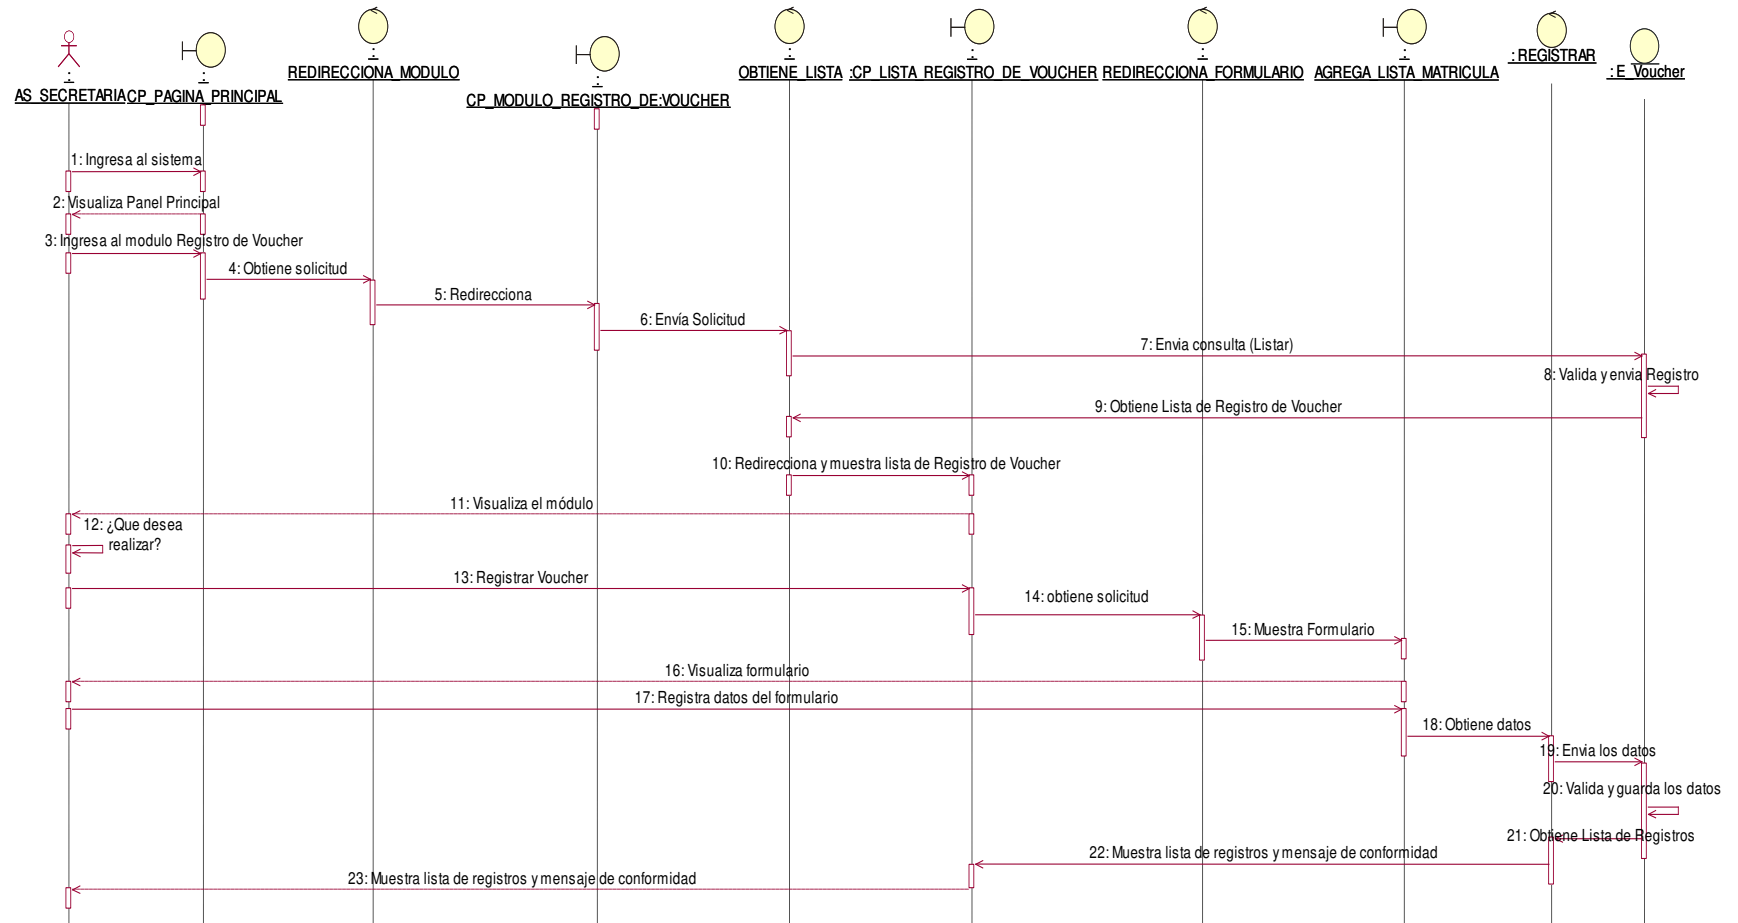 : REGISTRAR
REDIRECCIONA_MODULO
OBTIENE_LISTA
:CP_LISTA_REGISTRO_DE_VOUCHER
REDIRECCIONA_FORMULARIO
AGREGA_LISTA_MATRICULA
: E_Voucher
AS_SECRETARIA
CP_PAGINA_PRINCIPAL
CP_MODULO_REGISTRO_DE:VOUCHER
1: Ingresa al sistema
2: Visualiza Panel Principal
3: Ingresa al modulo Registro de Voucher
4: Obtiene solicitud
5: Redirecciona
6: Envía Solicitud
7: Envia consulta (Listar)
8: Valida y envia Registro
9: Obtiene Lista de Registro de Voucher
10: Redirecciona y muestra lista de Registro de Voucher
11: Visualiza el módulo
12: ¿Que desea
realizar?
13: Registrar Voucher
14: obtiene solicitud
15: Muestra Formulario
16: Visualiza formulario
17: Registra datos del formulario
18: Obtiene datos
19: Envia los datos
20: Valida y guarda los datos
21: Obtiene Lista de Registros
22: Muestra lista de registros y mensaje de conformidad
23: Muestra lista de registros y mensaje de conformidad